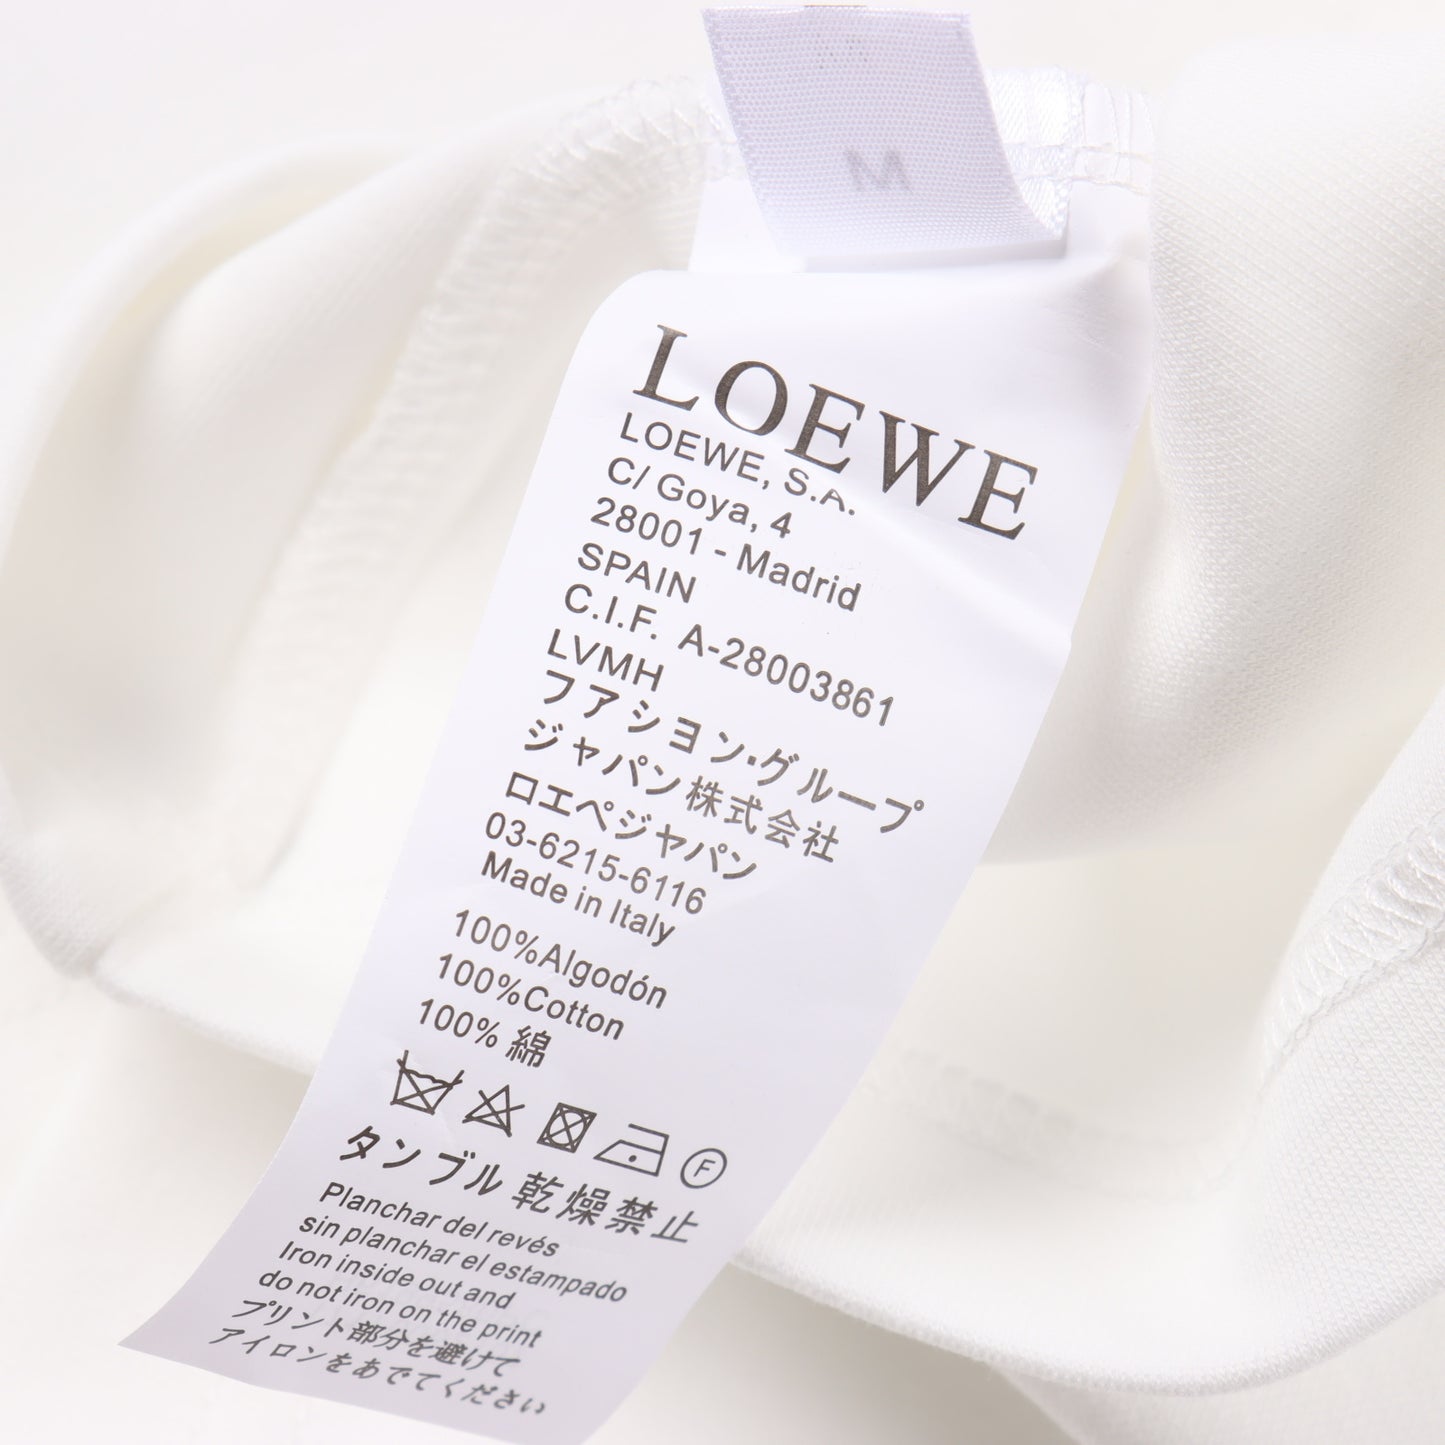 M
LOEWE
LOEWE, S.A.
C/ Goya, 4
28001 - Madrid
SPAIN
C.I.F. A-28003861
LVMH
フアシヨン・グループ
ジャパン株式会社
ロエペジャパン
03-6215-6116
Made in Italy
100%Algodón
100%Cotton
100% 綿
F
タンブル乾燥禁止
Planchar del revés
sin planchar el estampado
Iron inside out and
do not iron on the print
プリント部分を避けて
アイロンをあでてください